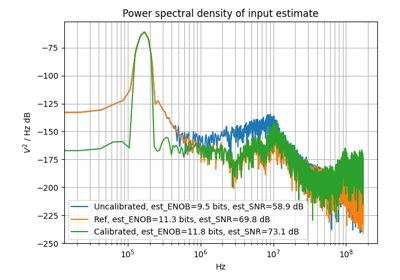 Power spectral density of input estimate
V² / Hz dB
−75
−100
−125
−150
−175
−200
−225
−250
Uncalibrated, est_ENOB=9.5 bits, est_SNR=58.9 dB
Ref, est_ENOB=11.3 bits, est_SNR=69.8 dB
Calibrated, est_ENOB=11.8 bits, est_SNR=73.1 dB
10⁵
10⁶
10⁷
10⁸
Hz